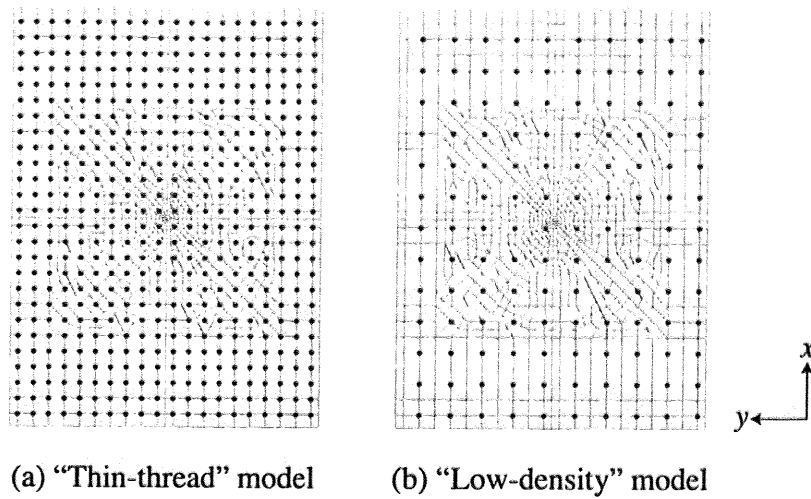 x
y
(a) “Thin-thread” model
(b) “Low-density” model